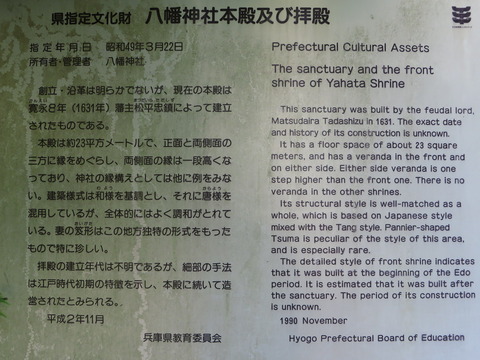 県指定文化財 八幡神社本殿及び拝殿
指定年月日 昭和49年3月22日
所有者・管理者 八幡神社
創立・沿革は明らかでないが、現在の本殿は
寛永8年（1631年）藩主松平忠鎮によって建立
されたものである。
本殿は約23平方メートルで、正面と両側面の
三方に縁をめぐらし、両側面の縁は一段高くな
っており、神社の縁構えとしては他に例をみな
い。建築様式は和様を基調とし、それに唐様を
混用しているが、全体的にはよく調和がとれて
いる。妻の笈形はこの地方独特の形式をもった
もので特に珍しい。
拝殿の建立年代は不明であるが、細部の手法
は江戸時代初期の特徴を示し、本殿に続いて造
営されたとみられる。
平成2年11月
兵庫県教育委員会
Prefectural Cultural Assets
The sanctuary and the front
shrine of Yahata Shrine
This sanctuary was built by the feudal lord,
Matsudaira Tadashizu in 1631. The exact date
and history of its construction is unknown.
It has a floor space of about 23 square
meters, and has a veranda in the front and
on either side. Either side veranda is one
step higher than the front one. There is no
veranda in the other shrines.
Its structural style is well-matched as a
whole, which is based on Japanese style
mixed with the Tang style. Pannier-shaped
Tsuma is peculiar of the style of this area,
and is especially rare.
The detailed style of front shrine indicates
that it was built at the beginning of the Edo
period. It is estimated that it was built after
the sanctuary. The period of its construction
is unknown.
1990 November
Hyogo Prefectural Board of Education